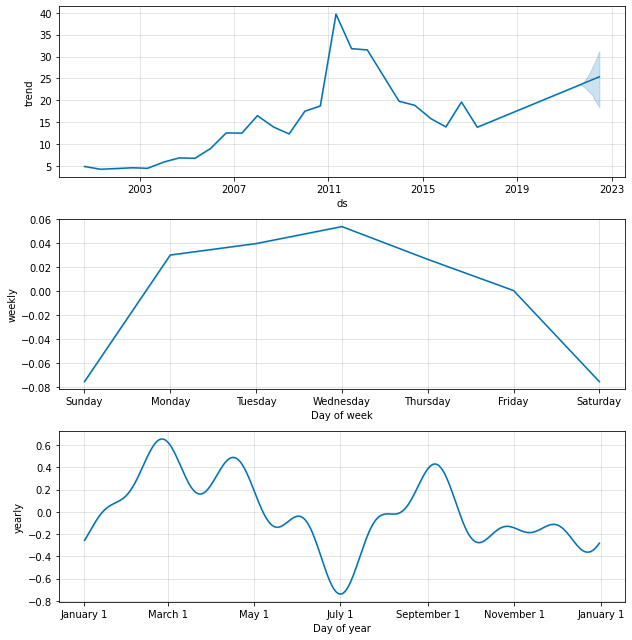 40
35
30
25
20
15
10
5
trend
2003 2007 2011 2015 2019 2023
ds
0.06
0.04
0.02
0.00
−0.02
−0.04
−0.06
−0.08
weekly
Sunday Monday Tuesday Wednesday Thursday Friday Saturday
Day of week
0.6
0.4
0.2
0.0
−0.2
−0.4
−0.6
−0.8
yearly
January 1 March 1 May 1 July 1 September 1 November 1 January 1
Day of year